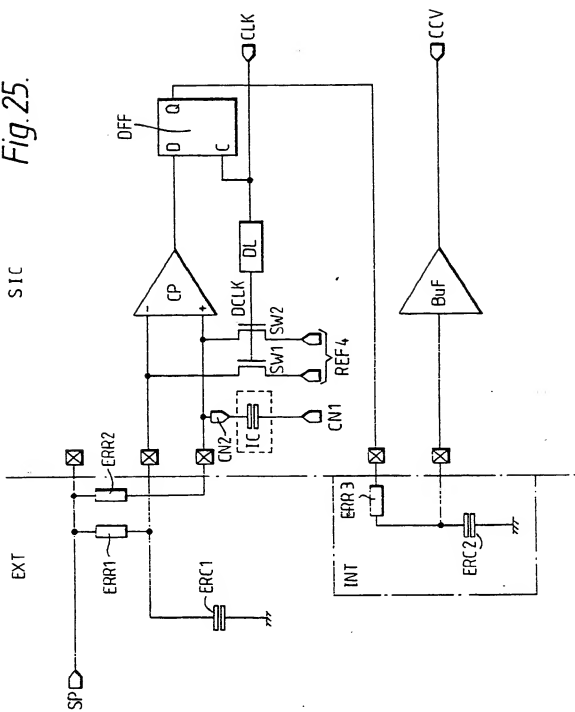 Fig. 25.
SIC
EXT
SP
ERR1
ERR2
ERC1
CP
-
+
DFF
D
Q
C
CLK
DL
DCLK
SW1
SW2
REF4
CN2
IC
CN1
INT
ERR3
ERC2
BuF
CCV